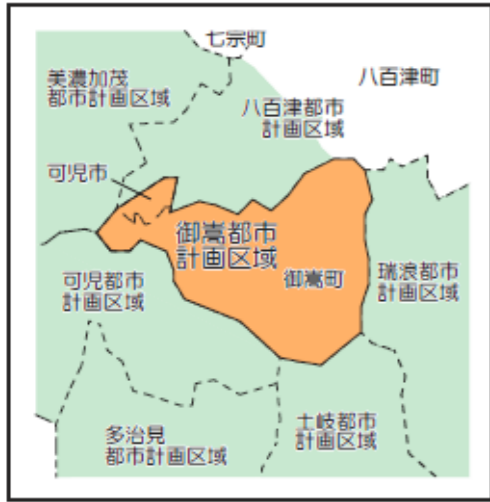 七宗町
美濃加茂
都市計画区域
八百津町
八百津都市
計画区域
可児市
御嵩都市
計画区域
御嵩町
可児都市
計画区域
瑞浪都市
計画区域
多治見
都市計画区域
土岐都市
計画区域